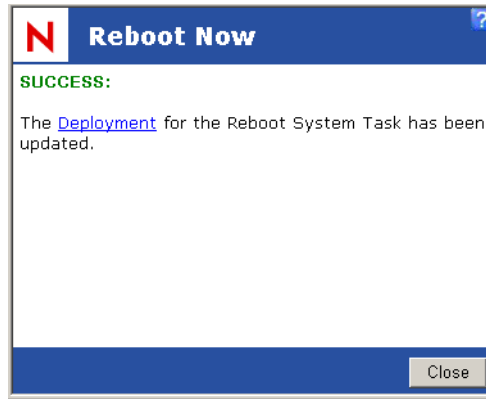 N Reboot Now
?
SUCCESS:
The Deployment for the Reboot System Task has been
updated.
Close